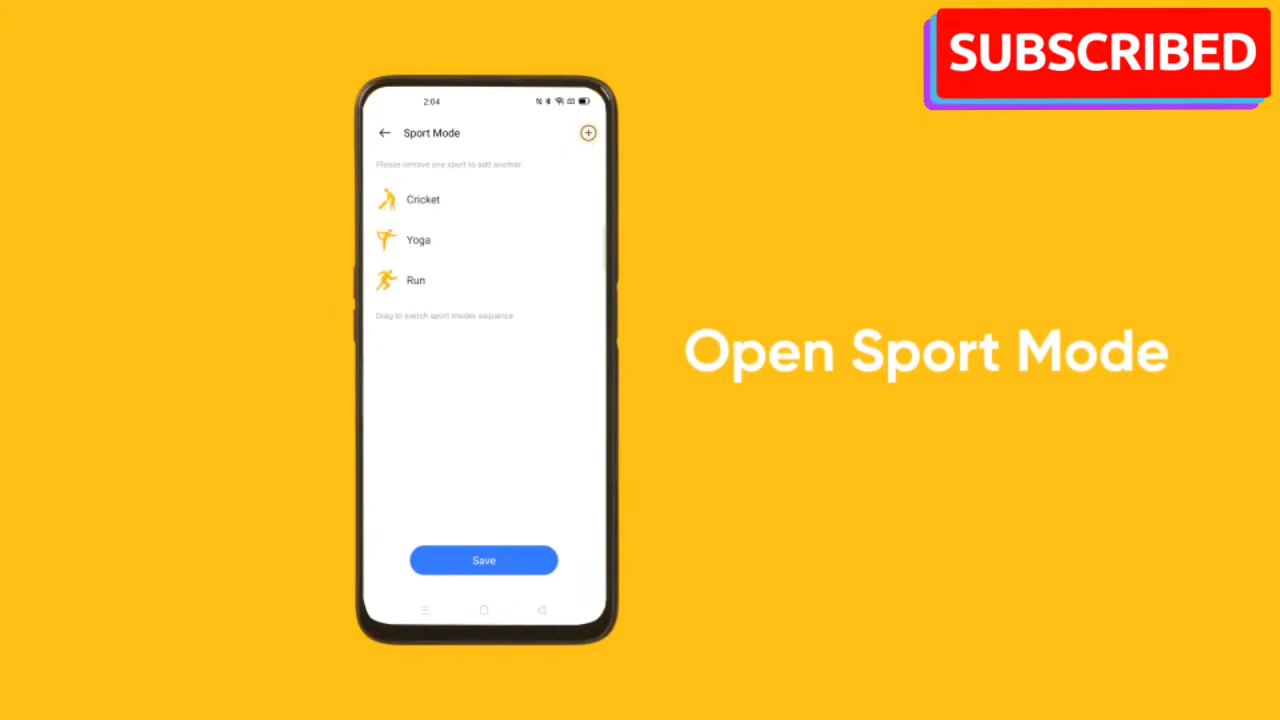 SUBSCRIBED
2:04
Sport Mode
Please remove one sport to add another
Cricket
Yoga
Run
Drag to switch sport modes sequence
Save
Open Sport Mode